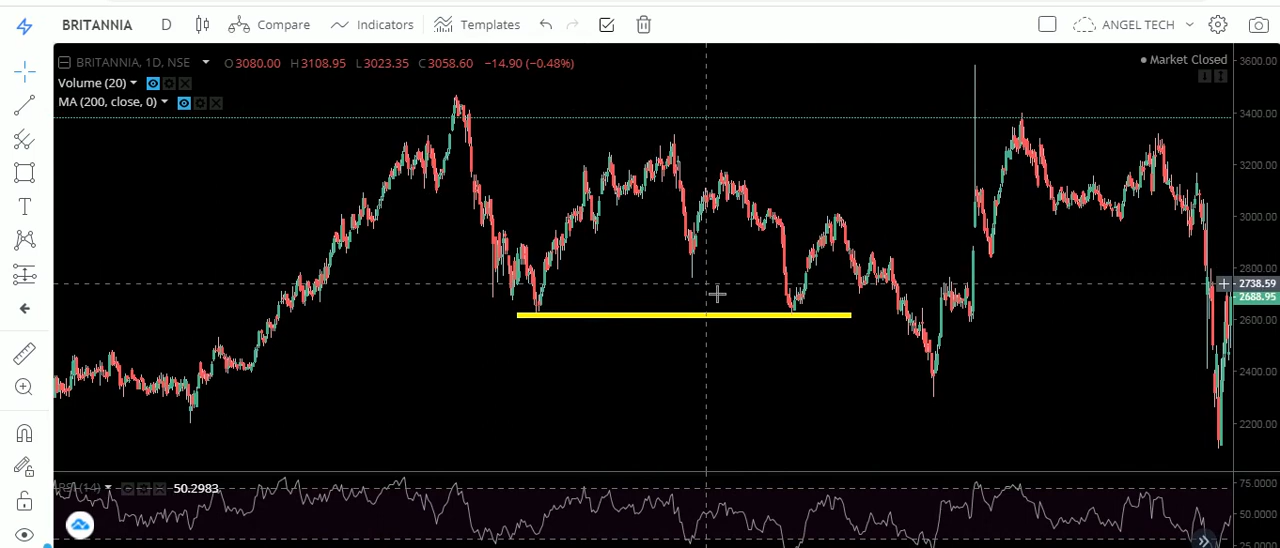 BRITANNIA D Compare Indicators Templates ANGEL TECH
BRITANNIA, 1D, NSE O3080.00 H3108.95 L3023.35 C3058.60 −14.90 (−0.48%)
Market Closed
Volume (20)
MA (200, close, 0)
3600.00
3400.00
3200.00
3000.00
2800.00
2738.59
2688.95
2600.00
2400.00
2200.00
RSI (14) 50.2983
75.0000
50.0000
25.0000